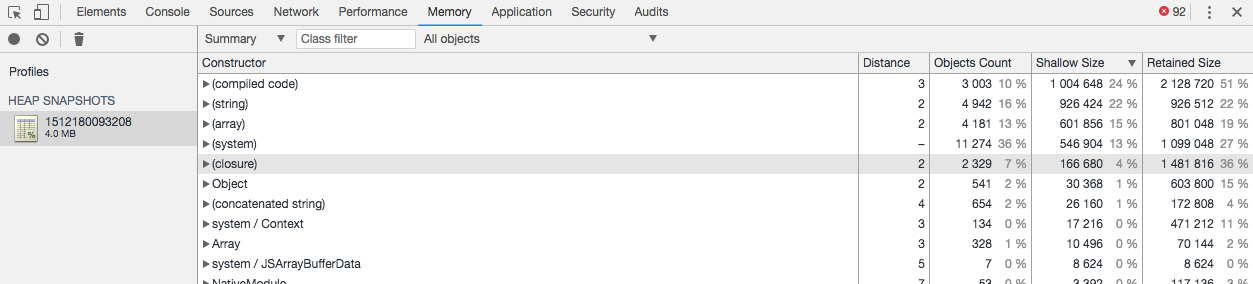 Elements Console Sources Network Performance Memory Application Security Audits 92
Summary Class filter All objects
Profiles
HEAP SNAPSHOTS
1512180093208
4.0 MB
Constructor Distance Objects Count Shallow Size Retained Size
(compiled code) 3 3 003 10 % 1 004 648 24 % 2 128 720 51 %
(string) 2 4 942 16 % 926 424 22 % 926 512 22 %
(array) 2 4 181 13 % 601 856 15 % 801 048 19 %
(system) – 11 274 36 % 546 904 13 % 1 099 048 27 %
(closure) 2 2 329 7 % 166 680 4 % 1 481 816 36 %
Object 2 541 2 % 30 368 1 % 603 800 15 %
(concatenated string) 4 654 2 % 26 160 1 % 172 808 4 %
system / Context 3 134 0 % 17 216 0 % 471 212 11 %
Array 3 328 1 % 10 496 0 % 70 144 2 %
system / JSArrayBufferData 5 7 0 % 8 624 0 % 8 624 0 %
NativeModule 7 53 0 % 3 392 0 % 117 136 3 %